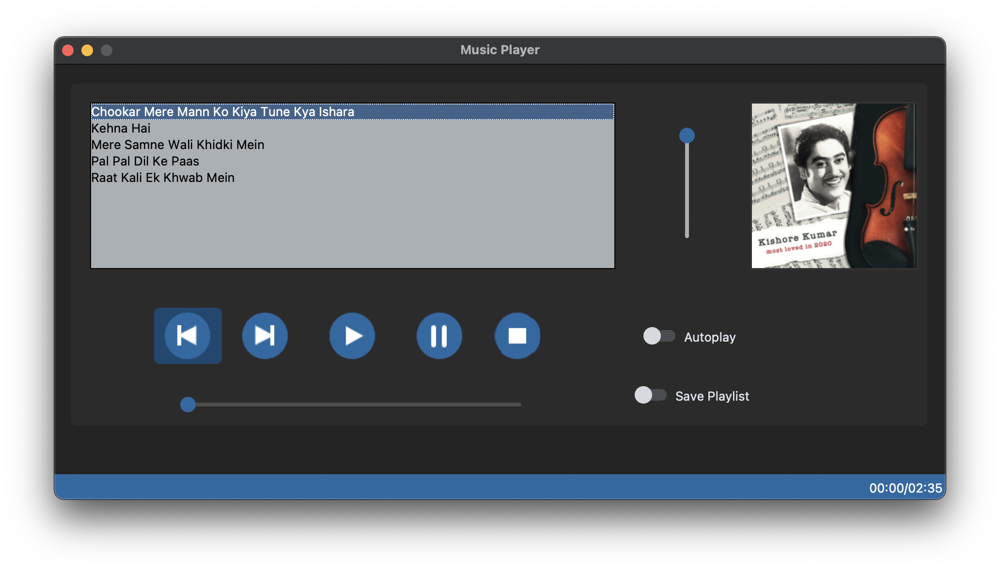 Music Player
Chookar Mere Mann Ko Kiya Tune Kya Ishara
Kehna Hai
Mere Samne Wali Khidki Mein
Pal Pal Dil Ke Paas
Raat Kali Ek Khwab Mein
Kishore Kumar
most loved in 2020
Autoplay
Save Playlist
00:00/02:35